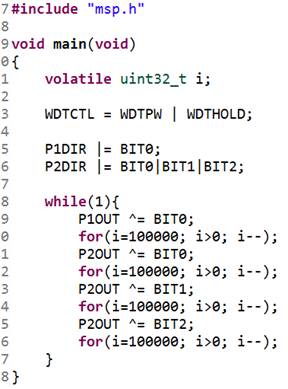 7 #include "msp.h"
8
9 void main(void)
0 {
1     volatile uint32_t i;
2
3     WDTCTL = WDTPW | WDTHOLD;
4
5     P1DIR |= BIT0;
6     P2DIR |= BIT0|BIT1|BIT2;
7
8     while(1){
9         P1OUT ^= BIT0;
0         for(i=100000; i>0; i--);
1         P2OUT ^= BIT0;
2         for(i=100000; i>0; i--);
3         P2OUT ^= BIT1;
4         for(i=100000; i>0; i--);
5         P2OUT ^= BIT2;
6         for(i=100000; i>0; i--);
7     }
8 }